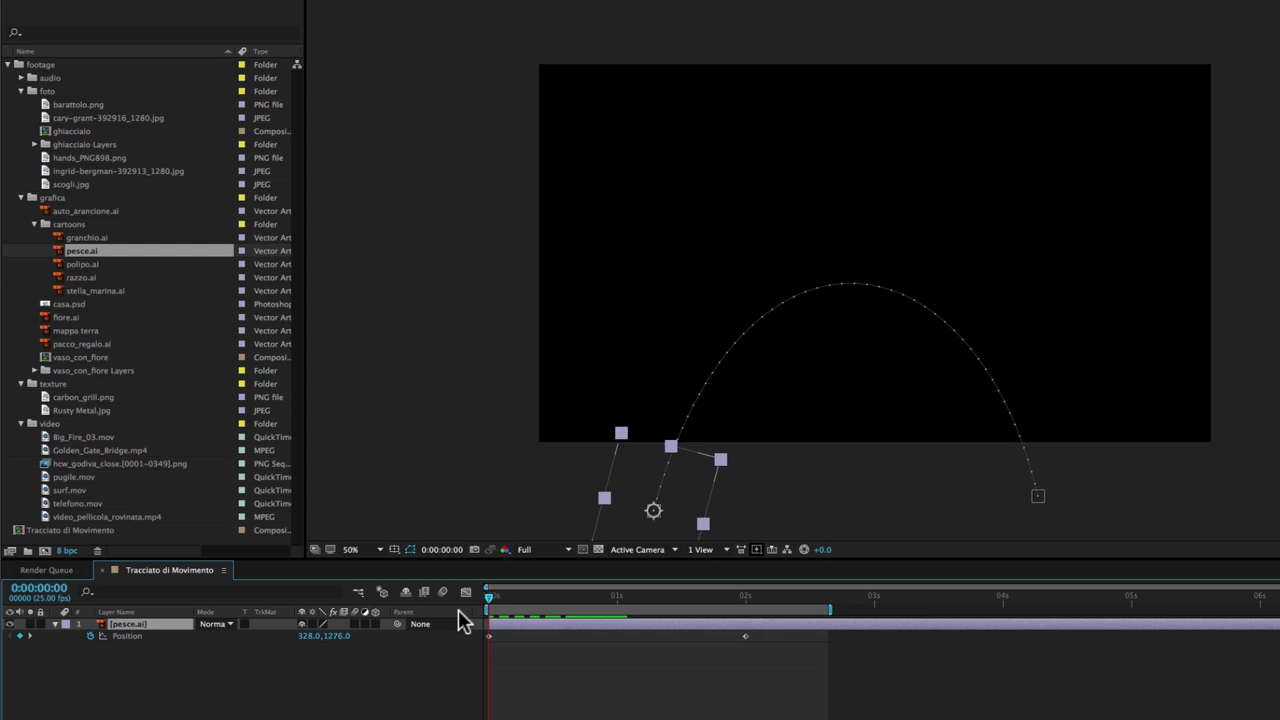 Name Type
footage Folder
audio Folder
foto Folder
barattolo.png PNG file
cary-grant-392916_1280.jpg JPEG
ghiacciaio Composi...
ghiacciaio Layers Folder
hands_PNG898.png PNG file
ingrid-bergman-392913_1280.jpg JPEG
scogli.jpg JPEG
grafica Folder
auto_arancione.ai Vector Art
cartoons Folder
granchio.ai Vector Art
pesce.ai Vector Art
polipo.ai Vector Art
razzo.ai Vector Art
stella_marina.ai Vector Art
casa.psd Photoshop
fiore.ai Vector Art
mappa terra Vector Art
pacco_regalo.ai Vector Art
vaso_con_fiore Composi...
vaso_con_fiore Layers Folder
texture Folder
carbon_grill.png PNG file
Rusty Metal.jpg JPEG
video Folder
Big_Fire_03.mov QuickTime
Golden_Gate_Bridge.mp4 MPEG
hcw_godiva_close.[0001-0349].png PNG Seq
pugile.mov QuickTime
surf.mov QuickTime
telefono.mov QuickTime
video_pellicola_rovinata.mp4 MPEG
Tracciato di Movimento Composi...
8 bpc 50% 0:00:00:00 Full Active Camera 1 View +0.0
Render Queue × Tracciato di Movimento
0:00:00:00
00000 (25.00 fps) 01s 02s 03s 04s 05s 06s
# Layer Name Mode T TrkMat fx Parent
1 [pesce.ai] Norma None
Position 328.0,1276.0